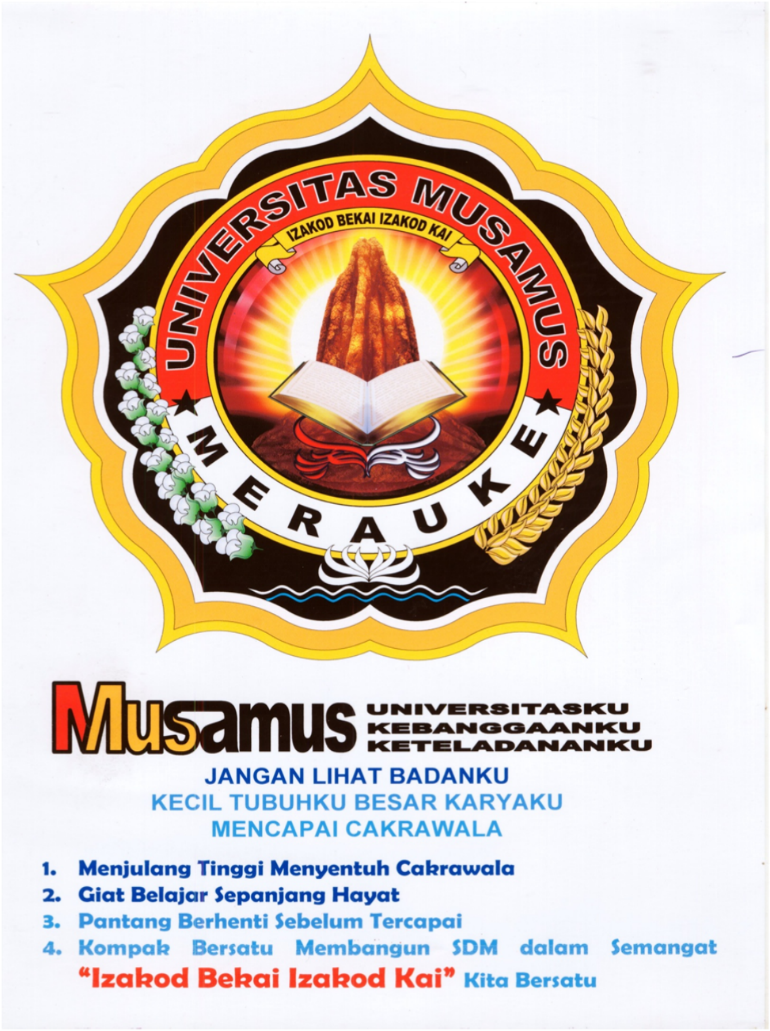 UNIVERSITAS MUSAMUS
IZAKOD BEKAI IZAKOD KAI
MERAUKE
Musamus
UNIVERSITASKU
KEBANGGAANKU
KETELADANANKU
JANGAN LIHAT BADANKU
KECIL TUBUHKU BESAR KARYAKU
MENCAPAI CAKRAWALA
1. Menjulang Tinggi Menyentuh Cakrawala
2. Giat Belajar Sepanjang Hayat
3. Pantang Berhenti Sebelum Tercapai
4. Kompak Bersatu Membangun SDM dalam Semangat
“Izakod Bekai Izakod Kai” Kita Bersatu